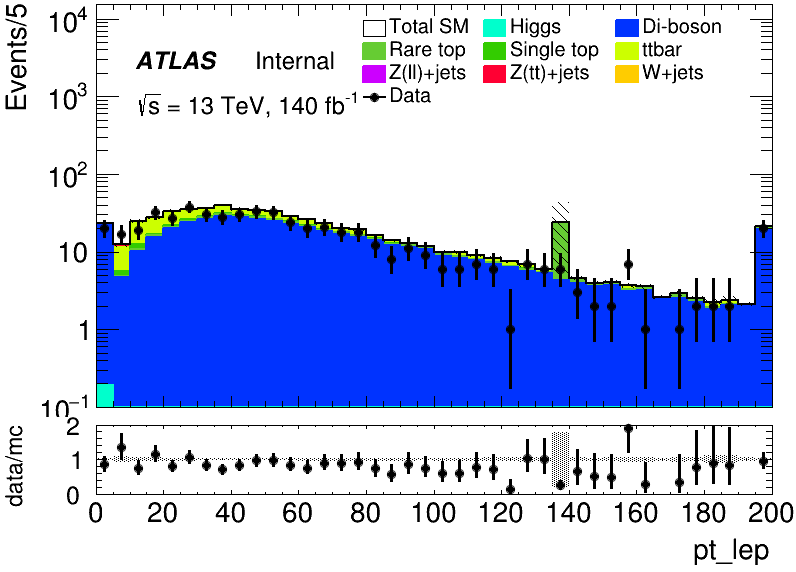 Events/5
10⁴
10³
10²
10
1
10⁻¹
ATLAS Internal
√s = 13 TeV, 140 fb⁻¹
Total SM Higgs Di-boson
Rare top Single top ttbar
Z(ll)+jets Z(tt)+jets W+jets
Data
data/mc
2
1
0
0 20 40 60 80 100 120 140 160 180 200
pt_lep